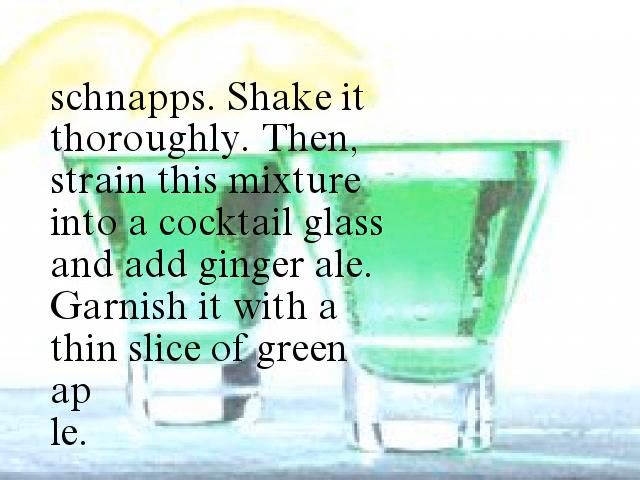 schnapps. Shake it
thoroughly. Then,
strain this mixture
into a cocktail glass
and add ginger ale.
Garnish it with a
thin slice of green
ap
le.